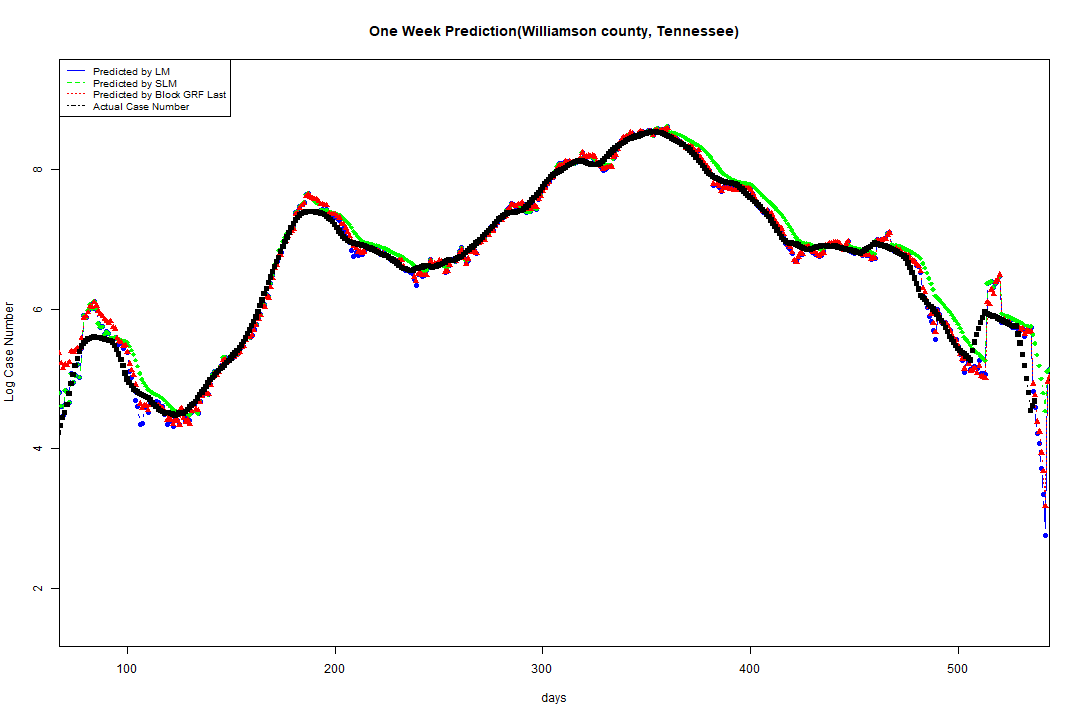 One Week Prediction(Williamson county, Tennessee)
Predicted by LM
Predicted by SLM
Predicted by Block GRF Last
Actual Case Number
8
6
4
2
Log Case Number
100 200 300 400 500
days